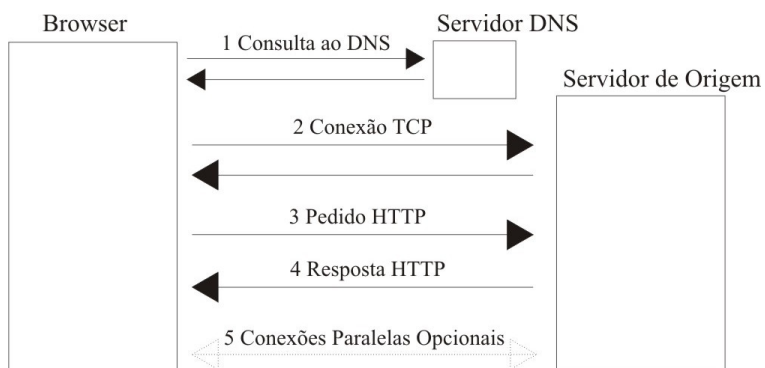 Browser
Servidor DNS
1 Consulta ao DNS
Servidor de Origem
2 Conexão TCP
3 Pedido HTTP
4 Resposta HTTP
5 Conexões Paralelas Opcionais